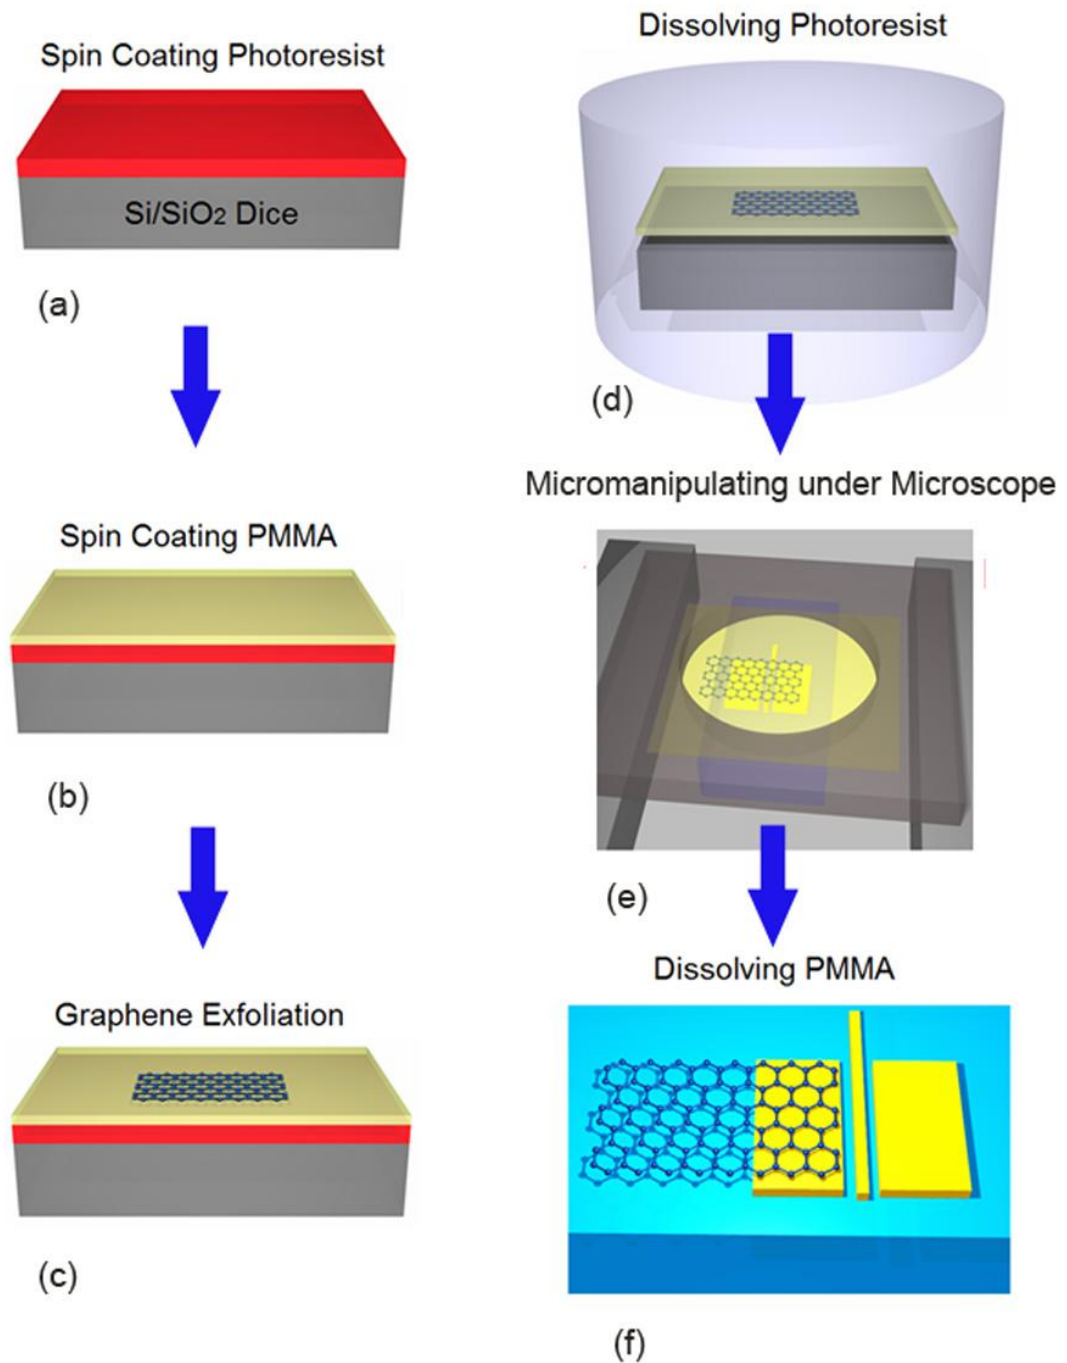 Spin Coating Photoresist
Si/SiO2 Dice
(a)
Spin Coating PMMA
(b)
Graphene Exfoliation
(c)
Dissolving Photoresist
(d)
Micromanipulating under Microscope
(e)
Dissolving PMMA
(f)